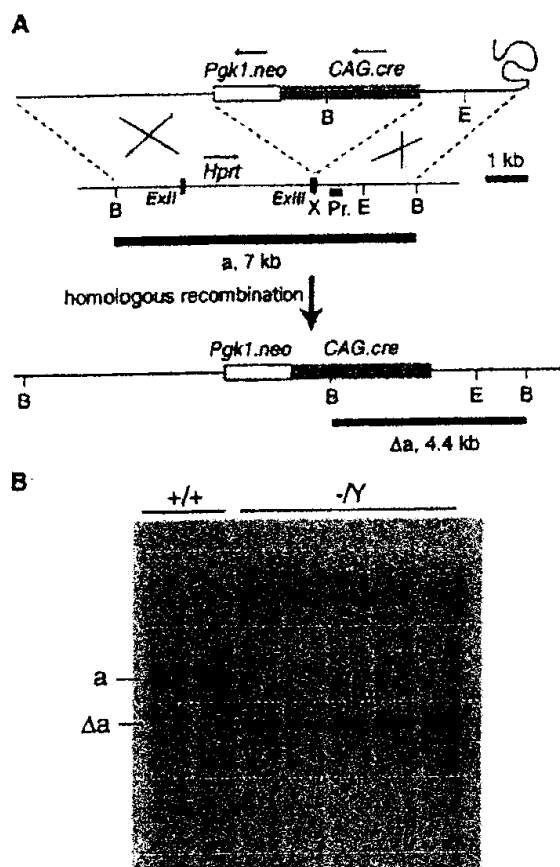 A
Pgk1.neo CAG.cre
B E
Hprt 1 kb
B ExII ExIII X Pr. E B
a, 7 kb
homologous recombination
Pgk1.neo CAG.cre
B B E B
Δa, 4.4 kb
B
+/+ -/Y
a
Δa